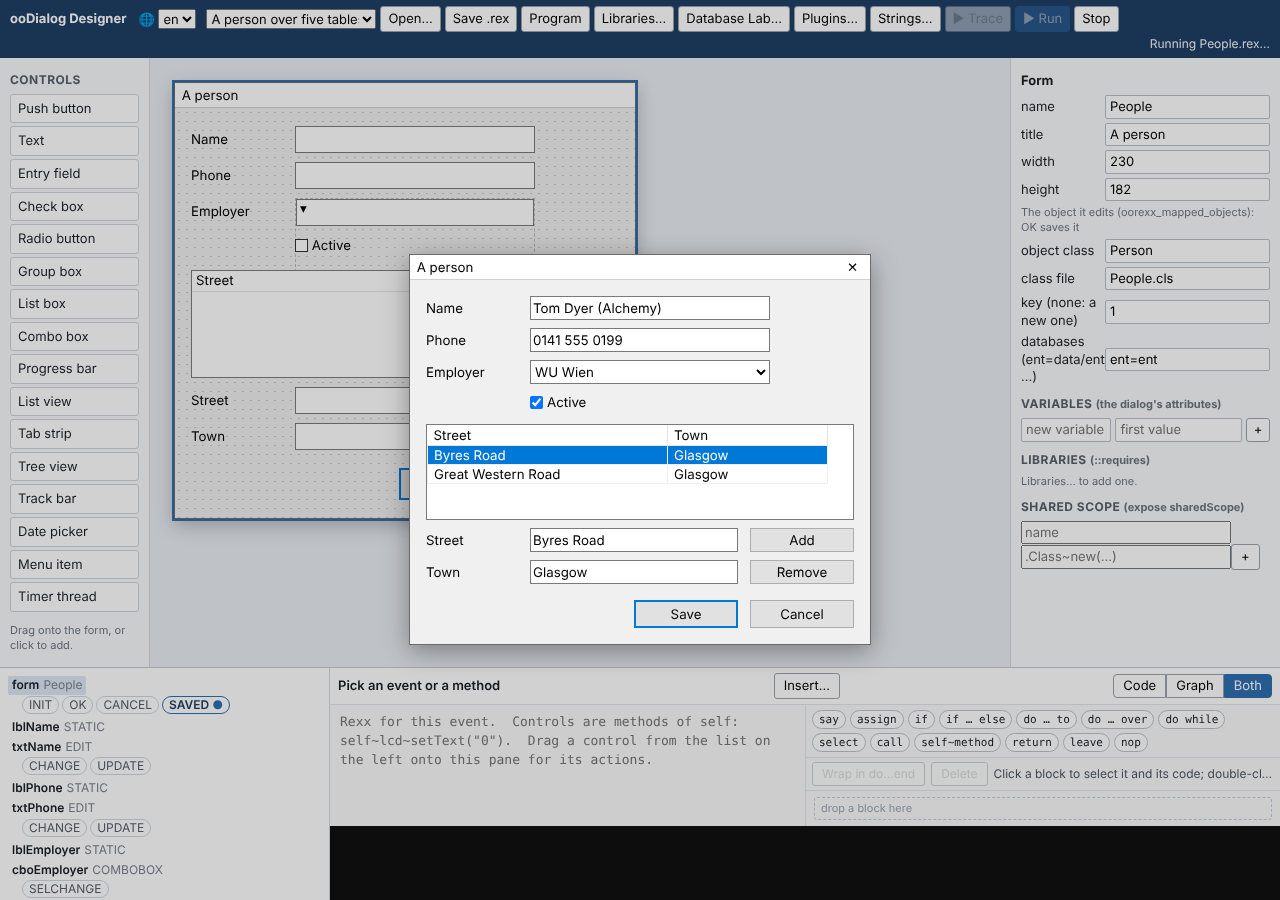 ooDialog Designer
en
A person over five table
Open...
Save .rex
Program
Libraries...
Database Lab...
Plugins...
Strings...
▶ Trace
▶ Run
Stop
Running People.rex...
CONTROLS
Push button
Text
Entry field
Check box
Radio button
Group box
List box
Combo box
Progress bar
List view
Tab strip
Tree view
Track bar
Date picker
Menu item
Timer thread
Drag onto the form, or
click to add.
A person
Name
Phone
Employer
Active
Street
Street
Town
A person
Name
Tom Dyer (Alchemy)
Phone
0141 555 0199
Employer
WU Wien
Active
Street Town
Byres Road Glasgow
Great Western Road Glasgow
Street
Byres Road
Add
Town
Glasgow
Remove
Save
Cancel
Form
name
People
title
A person
width
230
height
182
The object it edits (oorexx_mapped_objects):
OK saves it
object class
Person
class file
People.cls
key (none: a
new one)
1
databases
(ent=data/ent
...)
ent=ent
VARIABLES (the dialog's attributes)
new variable
first value
+
LIBRARIES (::requires)
Libraries... to add one.
SHARED SCOPE (expose sharedScope)
name
.Class~new(...)
+
form People
INIT OK CANCEL SAVED
lblName STATIC
txtName EDIT
CHANGE UPDATE
lblPhone STATIC
txtPhone EDIT
CHANGE UPDATE
lblEmployer STATIC
cboEmployer COMBOBOX
SELCHANGE
Pick an event or a method
Insert...
Code
Graph
Both
Rexx for this event. Controls are methods of self:
self~lcd~setText("0"). Drag a control from the list on
the left onto this pane for its actions.
say assign if if … else do … to do … over do while
select call self~method return leave nop
Wrap in do...end
Delete
Click a block to select it and its code; double-cl...
drop a block here